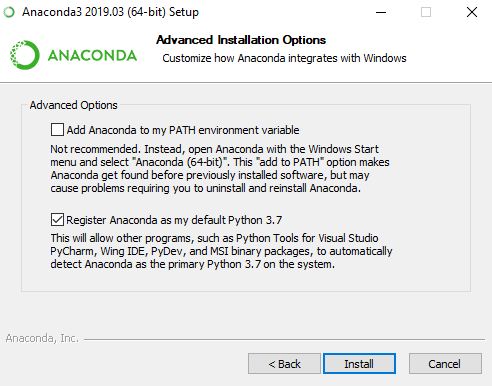 Anaconda3 2019.03 (64-bit) Setup
ANACONDA
Advanced Installation Options
Customize how Anaconda integrates with Windows
Advanced Options
Add Anaconda to my PATH environment variable
Not recommended. Instead, open Anaconda with the Windows Start
menu and select "Anaconda (64-bit)". This "add to PATH" option makes
Anaconda get found before previously installed software, but may
cause problems requiring you to uninstall and reinstall Anaconda.
Register Anaconda as my default Python 3.7
This will allow other programs, such as Python Tools for Visual Studio
PyCharm, Wing IDE, PyDev, and MSI binary packages, to automatically
detect Anaconda as the primary Python 3.7 on the system.
Anaconda, Inc.
< Back
Install
Cancel